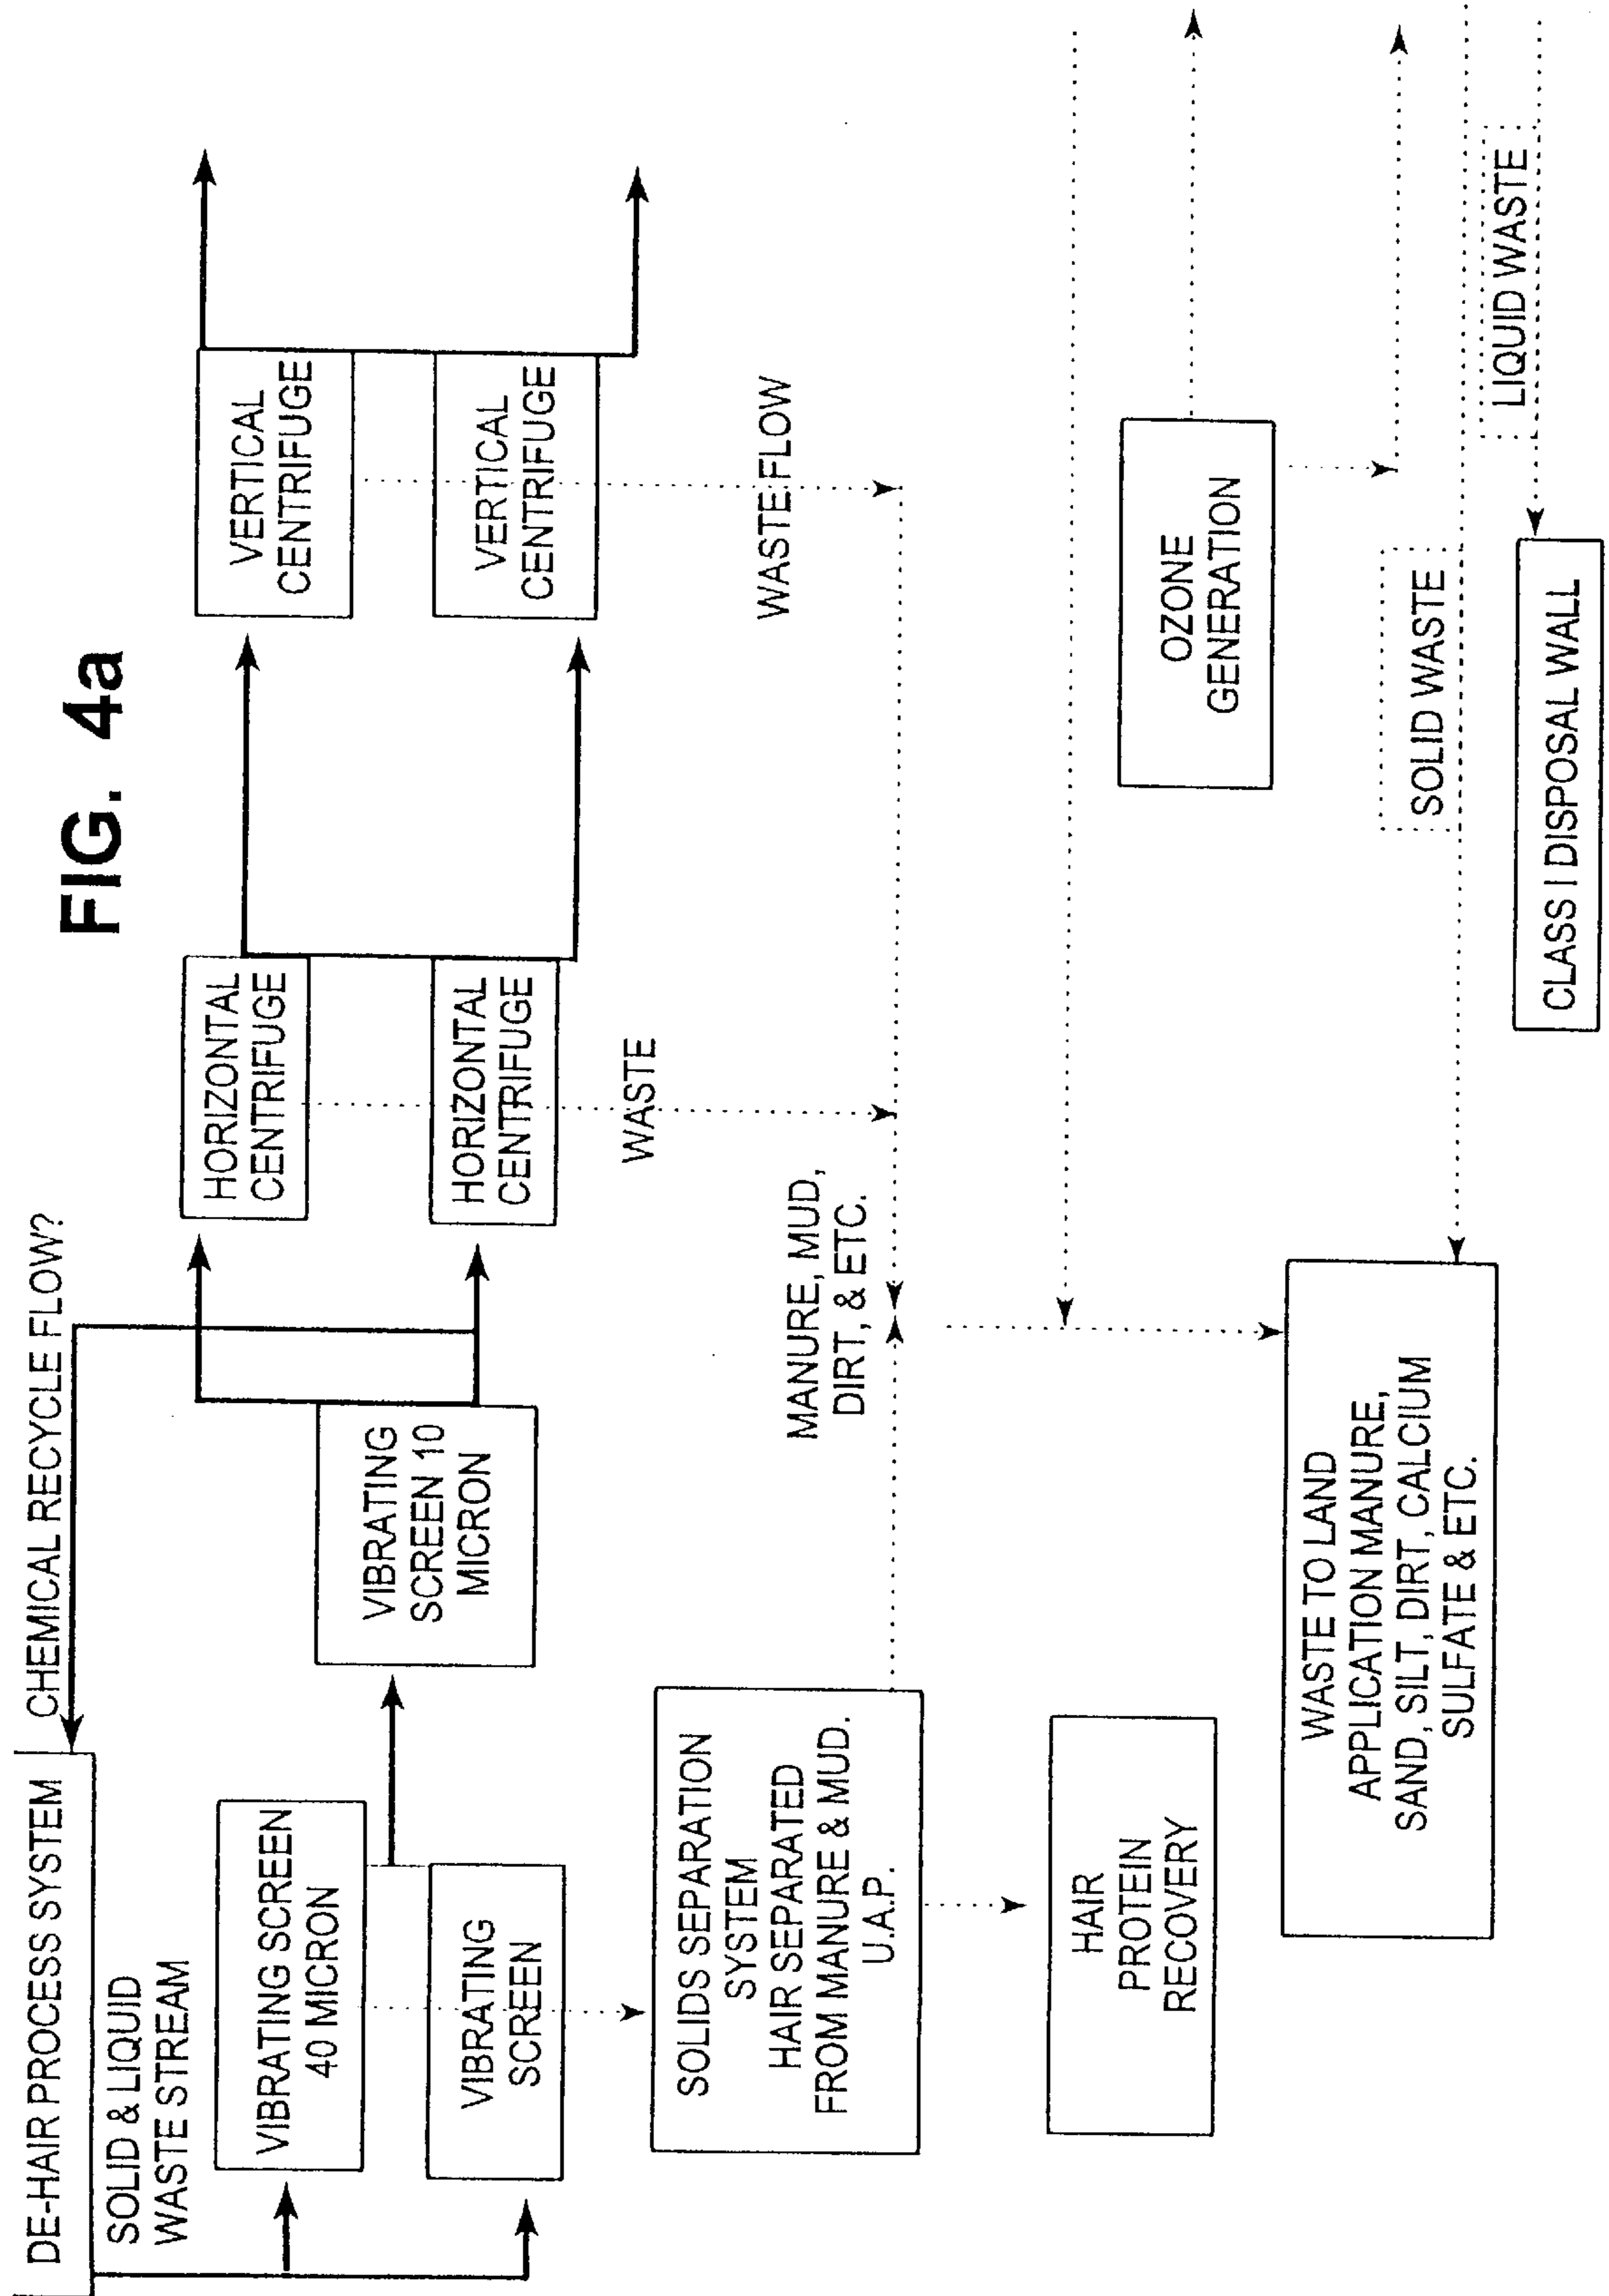 FIG. 4a
DE-HAIR PROCESS SYSTEM
CHEMICAL RECYCLE FLOW?
SOLID & LIQUID
WASTE STREAM
VIBRATING SCREEN
40 MICRON
VIBRATING
SCREEN
VIBRATING
SCREEN 10
MICRON
HORIZONTAL
CENTRIFUGE
HORIZONTAL
CENTRIFUGE
VERTICAL
CENTRIFUGE
VERTICAL
CENTRIFUGE
WASTE
WASTE FLOW
SOLIDS SEPARATION
SYSTEM
HAIR SEPARATED
FROM MANURE & MUD.
U.A.P.
MANURE, MUD,
DIRT, & ETC.
HAIR
PROTEIN
RECOVERY
OZONE
GENERATION
WASTE TO LAND
APPLICATION MANURE,
SAND, SILT, DIRT, CALCIUM
SULFATE & ETC.
SOLID WASTE
LIQUID WASTE
CLASS I DISPOSAL WALL